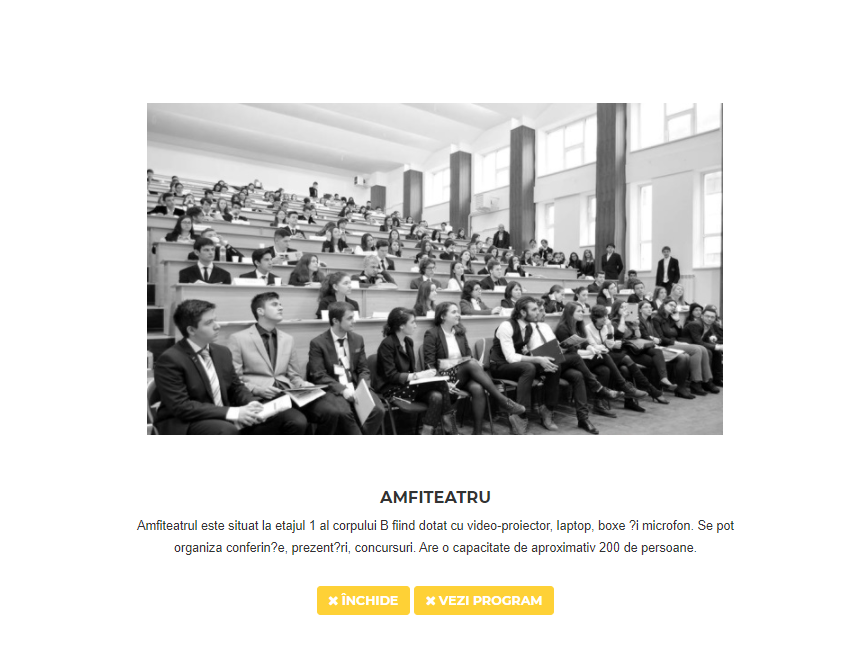 AMFITEATRU
Amfiteatrul este situat la etajul 1 al corpului B fiind dotat cu video-proiector, laptop, boxe ?i microfon. Se pot
organiza conferin?e, prezent?ri, concursuri. Are o capacitate de aproximativ 200 de persoane.
✖ ÎNCHIDE ✖ VEZI PROGRAM